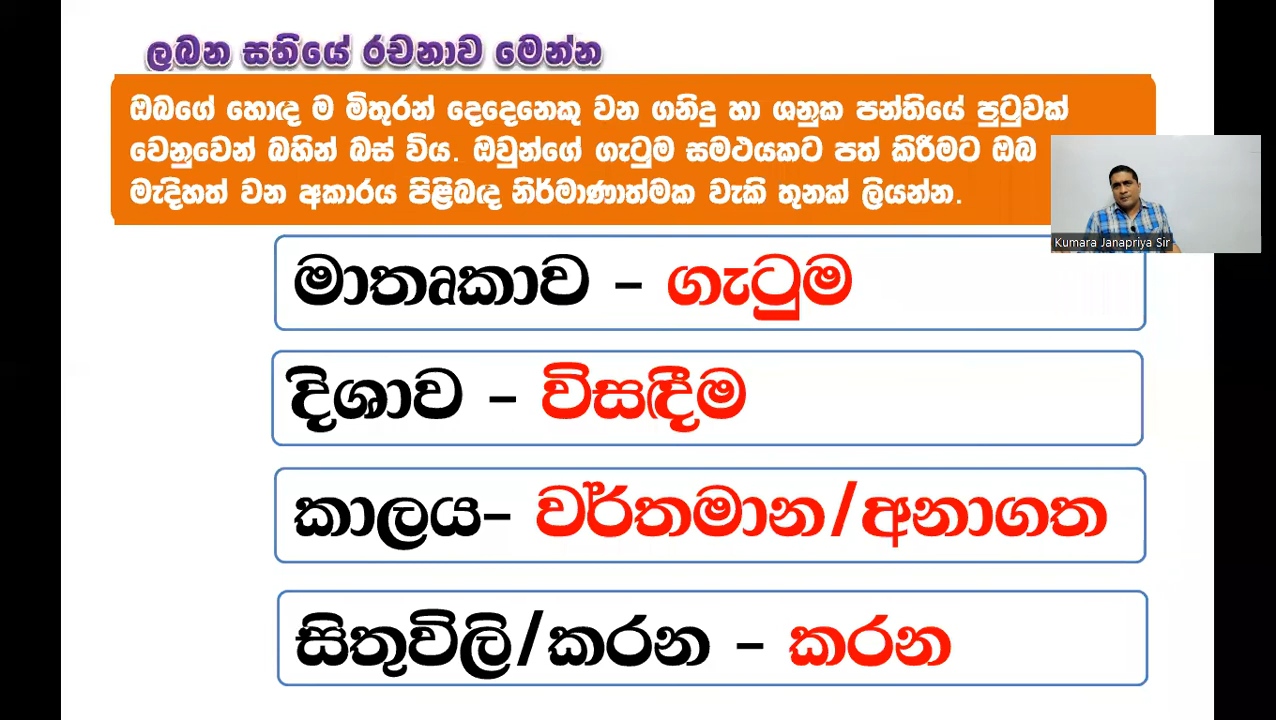 ලබන සතියේ රචනාව මෙන්න
ඔබගේ හොඳ ම මිතුරන් දෙදෙනෙකු වන ගනිදු හා ශනුක පන්තියේ පුටුවක්
වෙනුවෙන් බහින් බස් විය. ඔවුන්ගේ ගැටුම සමථයකට පත් කිරීමට ඔබ
මැදිහත් වන අකාරය පිළිබඳ නිර්මාණාත්මක වැකි තුනක් ලියන්න.
Kumara Janapriya Sir
මාතෘකාව – ගැටුම
දිශාව – විසඳීම
කාලය– වර්තමාන/අනාගත
සිතුවිලි/කරන – කරන